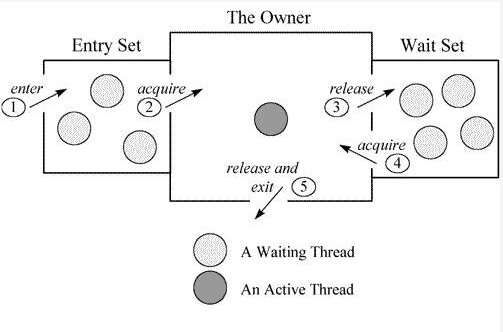 The Owner
Entry Set
Wait Set
enter
1
acquire
2
release
3
acquire
4
release and
exit 5
A Waiting Thread
An Active Thread